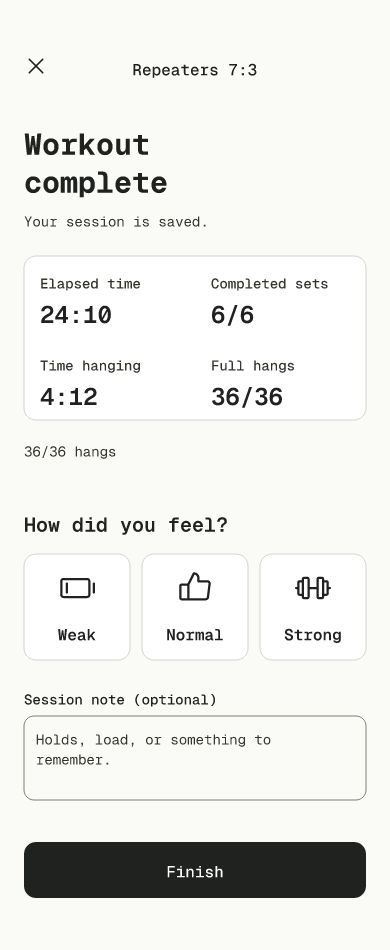 Repeaters 7:3
Workout
complete
Your session is saved.
Elapsed time
Completed sets
24:10
6/6
Time hanging
Full hangs
4:12
36/36
36/36 hangs
How did you feel?
Weak
Normal
Strong
Session note (optional)
Holds, load, or something to
remember.
Finish